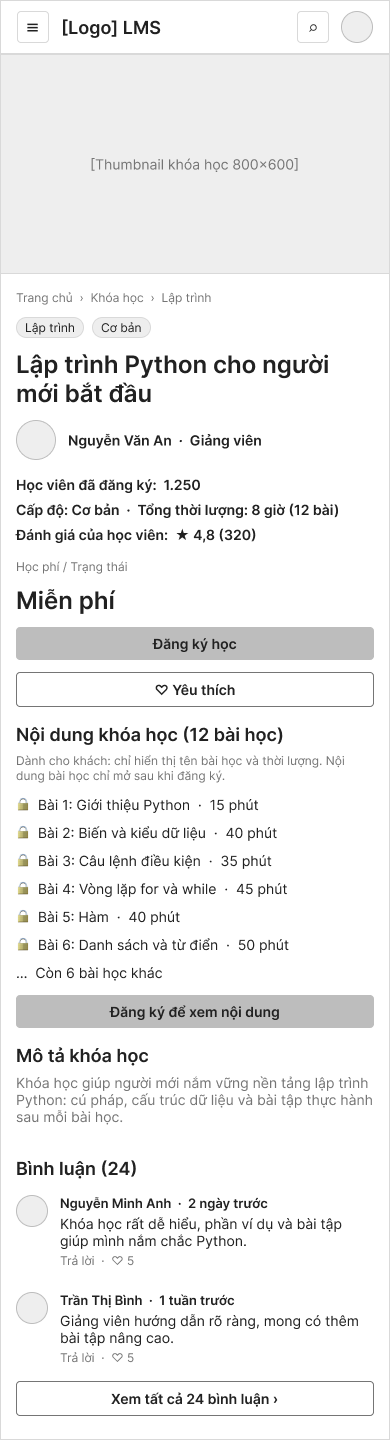 ≡ [Logo] LMS ⌕
[Thumbnail khóa học 800×600]
Trang chủ › Khóa học › Lập trình
Lập trình Cơ bản
Lập trình Python cho người
mới bắt đầu
Nguyễn Văn An · Giảng viên
Học viên đã đăng ký: 1.250
Cấp độ: Cơ bản · Tổng thời lượng: 8 giờ (12 bài)
Đánh giá của học viên: ★ 4,8 (320)
Học phí / Trạng thái
Miễn phí
Đăng ký học
♡ Yêu thích
Nội dung khóa học (12 bài học)
Dành cho khách: chỉ hiển thị tên bài học và thời lượng. Nội
dung bài học chỉ mở sau khi đăng ký.
🔒 Bài 1: Giới thiệu Python · 15 phút
🔒 Bài 2: Biến và kiểu dữ liệu · 40 phút
🔒 Bài 3: Câu lệnh điều kiện · 35 phút
🔒 Bài 4: Vòng lặp for và while · 45 phút
🔒 Bài 5: Hàm · 40 phút
🔒 Bài 6: Danh sách và từ điển · 50 phút
... Còn 6 bài học khác
Đăng ký để xem nội dung
Mô tả khóa học
Khóa học giúp người mới nắm vững nền tảng lập trình
Python: cú pháp, cấu trúc dữ liệu và bài tập thực hành
sau mỗi bài học.
Bình luận (24)
Nguyễn Minh Anh · 2 ngày trước
Khóa học rất dễ hiểu, phần ví dụ và bài tập
giúp mình nắm chắc Python.
Trả lời · ♡ 5
Trần Thị Bình · 1 tuần trước
Giảng viên hướng dẫn rõ ràng, mong có thêm
bài tập nâng cao.
Trả lời · ♡ 5
Xem tất cả 24 bình luận ›